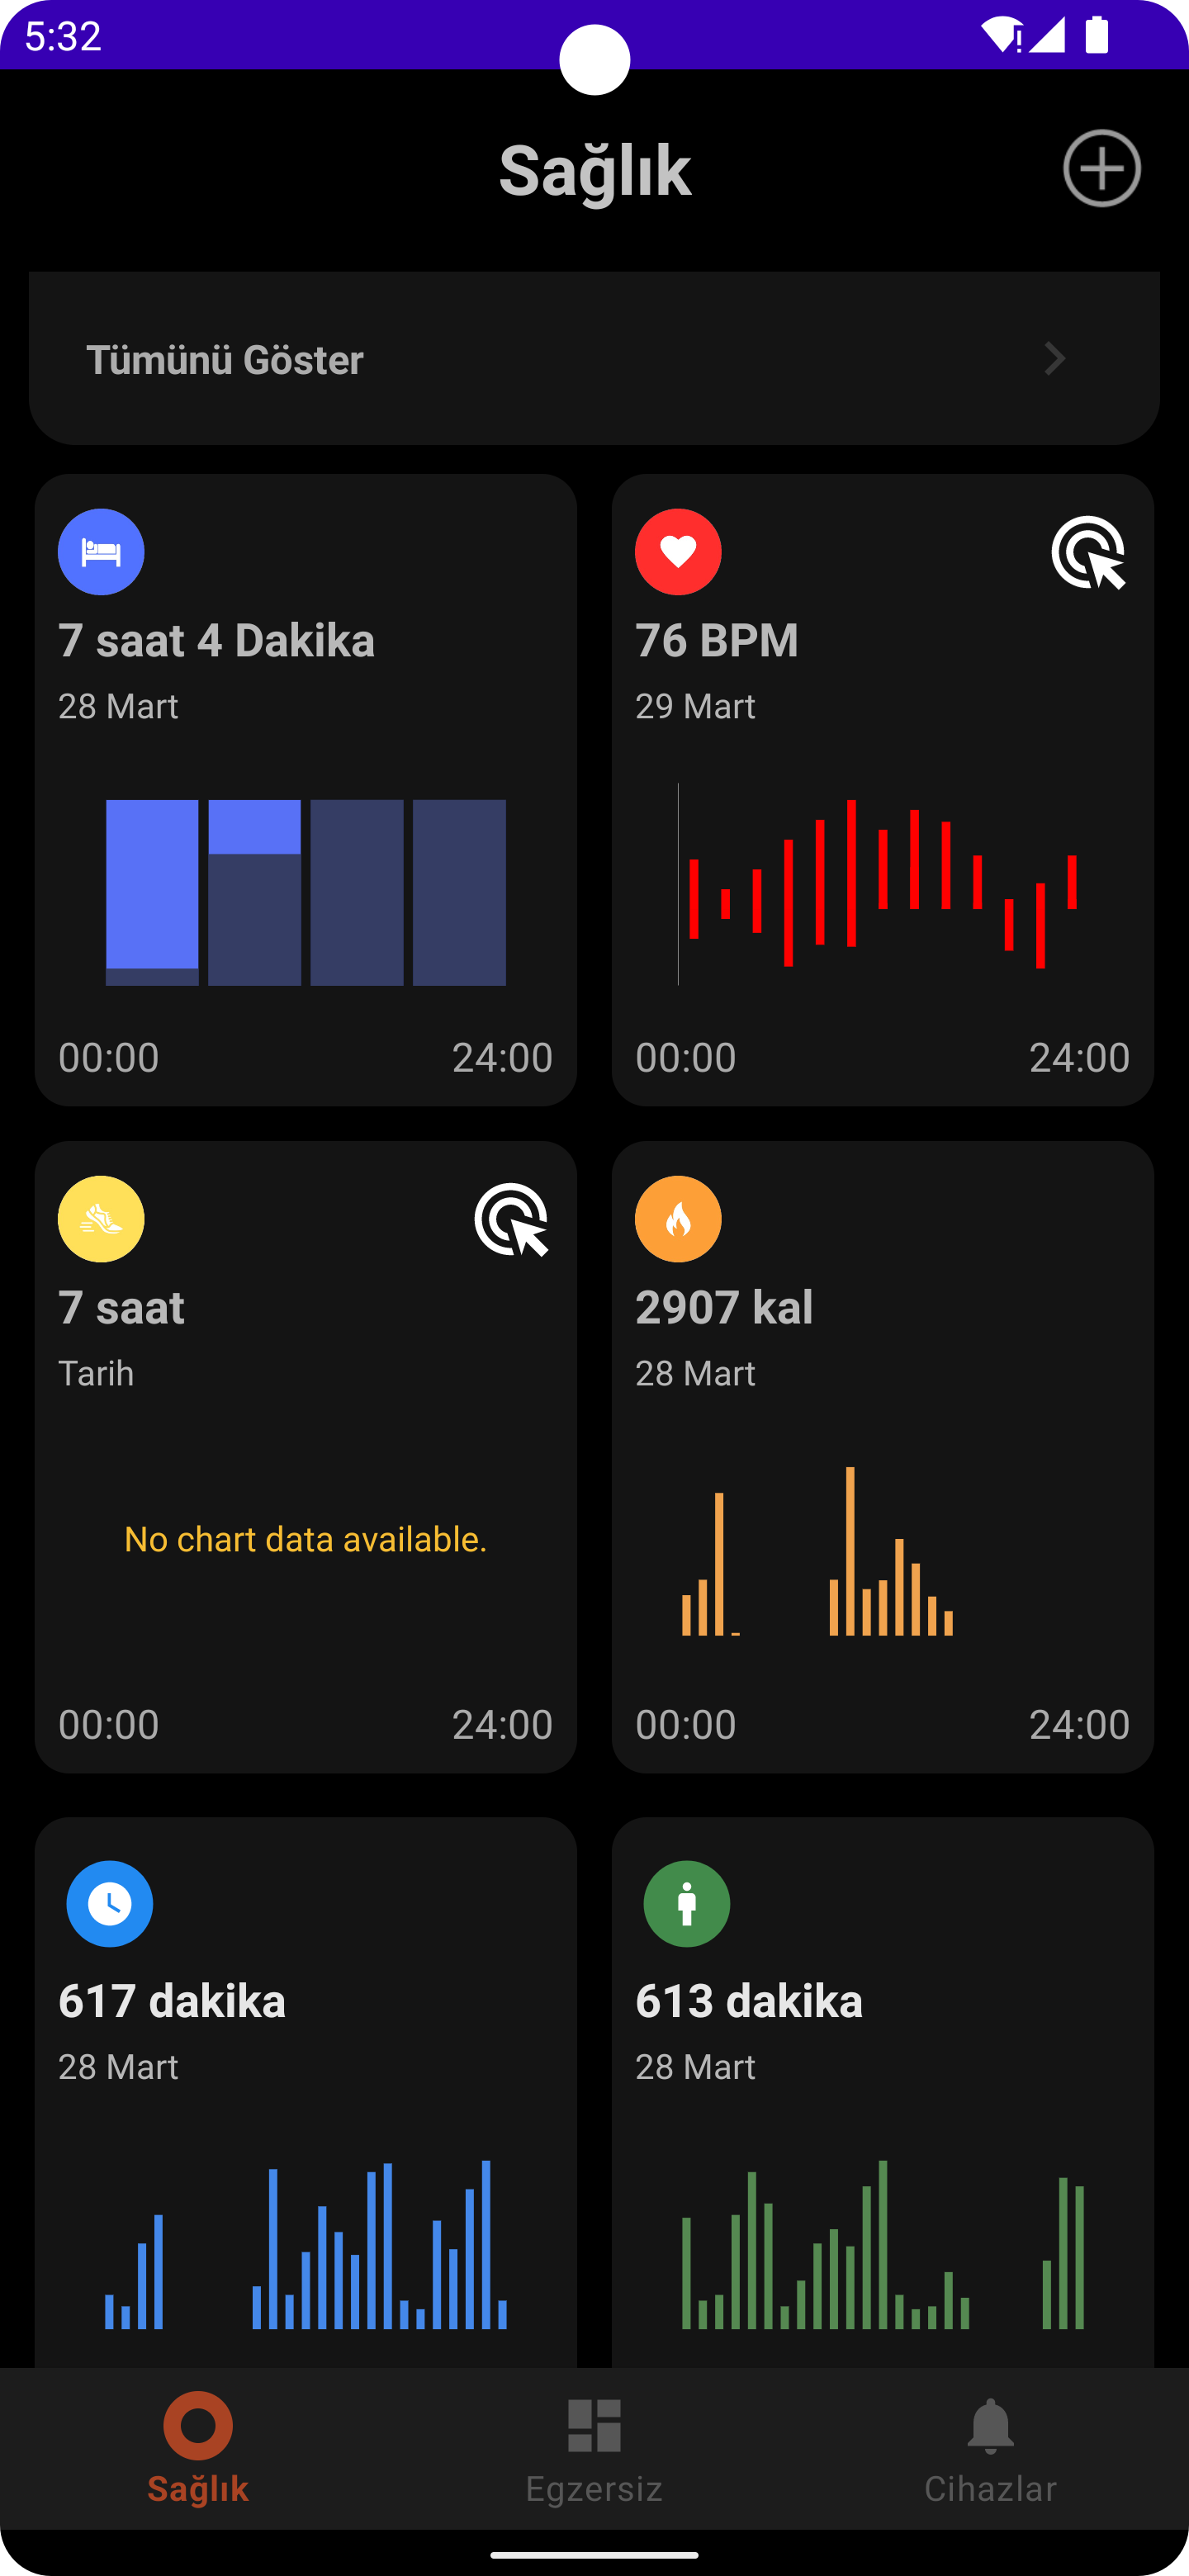 5:32
Sağlık
Tümünü Göster
7 saat 4 Dakika
28 Mart
00:00 24:00
76 BPM
29 Mart
00:00 24:00
7 saat
Tarih
No chart data available.
00:00 24:00
2907 kal
28 Mart
00:00 24:00
617 dakika
28 Mart
613 dakika
28 Mart
Sağlık
Egzersiz
Cihazlar